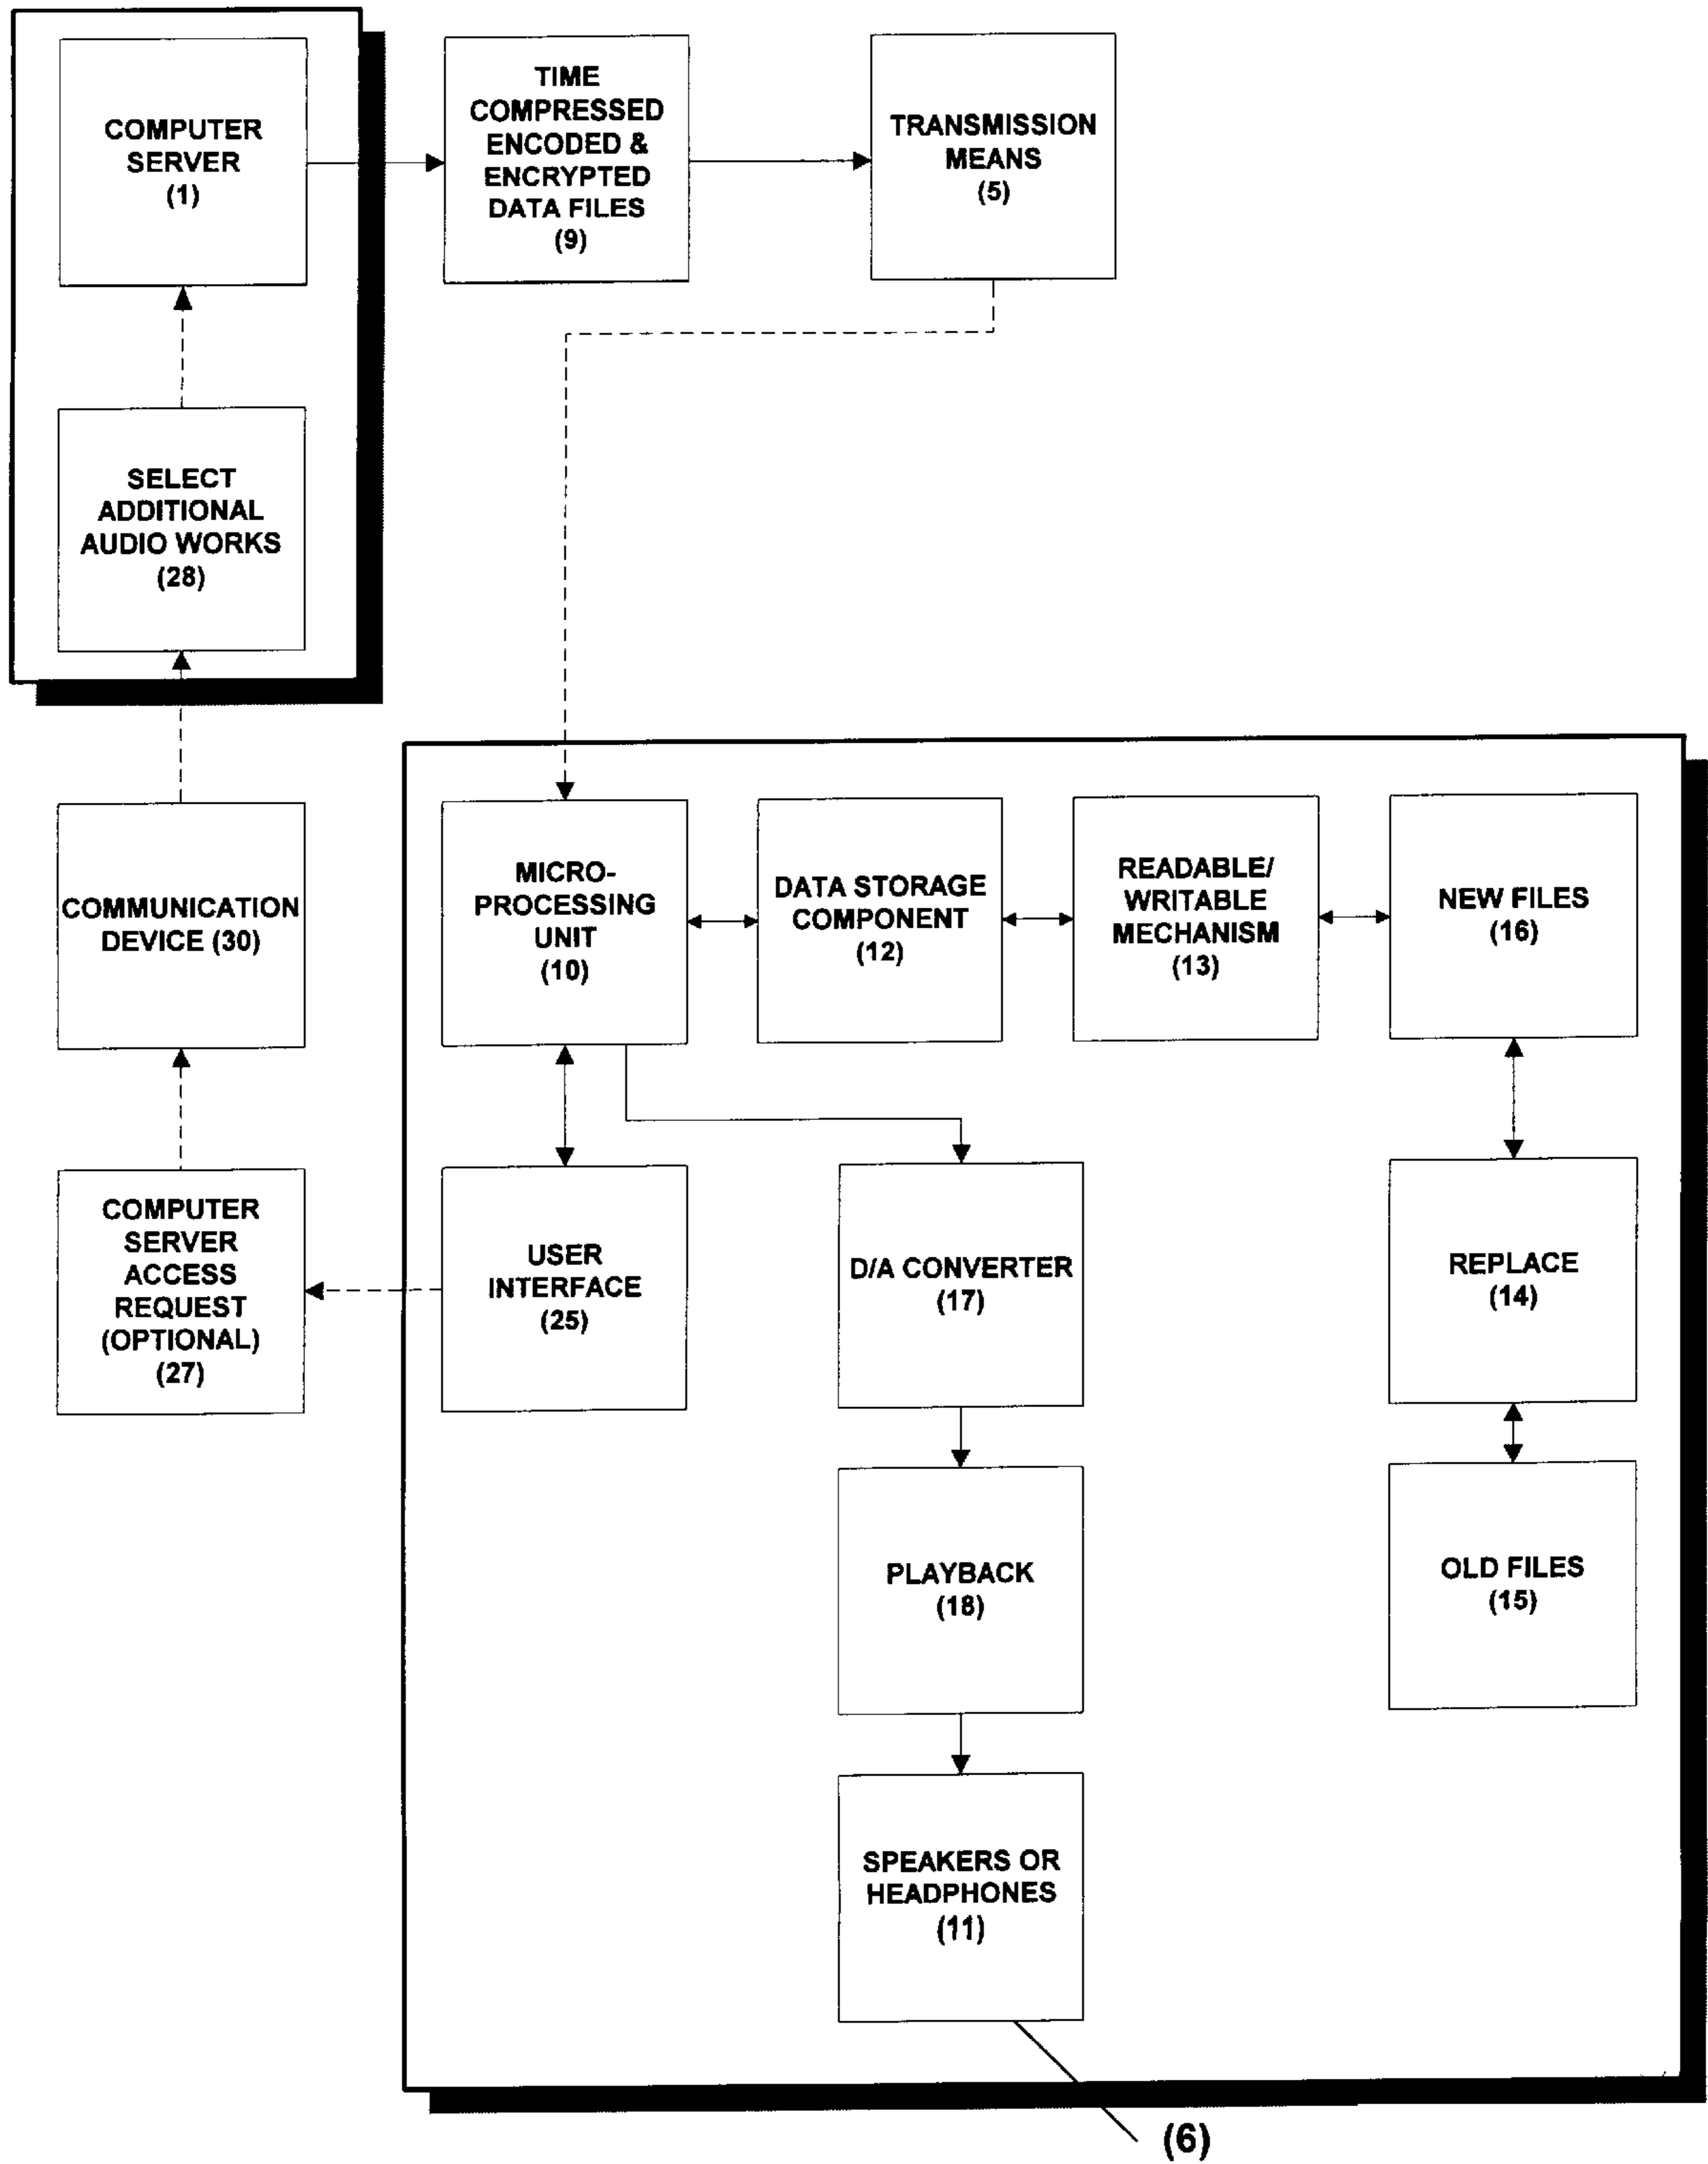 COMPUTER
SERVER
(1)
TIME
COMPRESSED
ENCODED &
ENCRYPTED
DATA FILES
(9)
TRANSMISSION
MEANS
(5)
SELECT
ADDITIONAL
AUDIO WORKS
(28)
COMMUNICATION
DEVICE (30)
MICRO-
PROCESSING
UNIT
(10)
DATA STORAGE
COMPONENT
(12)
READABLE/
WRITABLE
MECHANISM
(13)
NEW FILES
(16)
COMPUTER
SERVER
ACCESS
REQUEST
(OPTIONAL)
(27)
USER
INTERFACE
(25)
D/A CONVERTER
(17)
REPLACE
(14)
PLAYBACK
(18)
OLD FILES
(15)
SPEAKERS OR
HEADPHONES
(11)
(6)